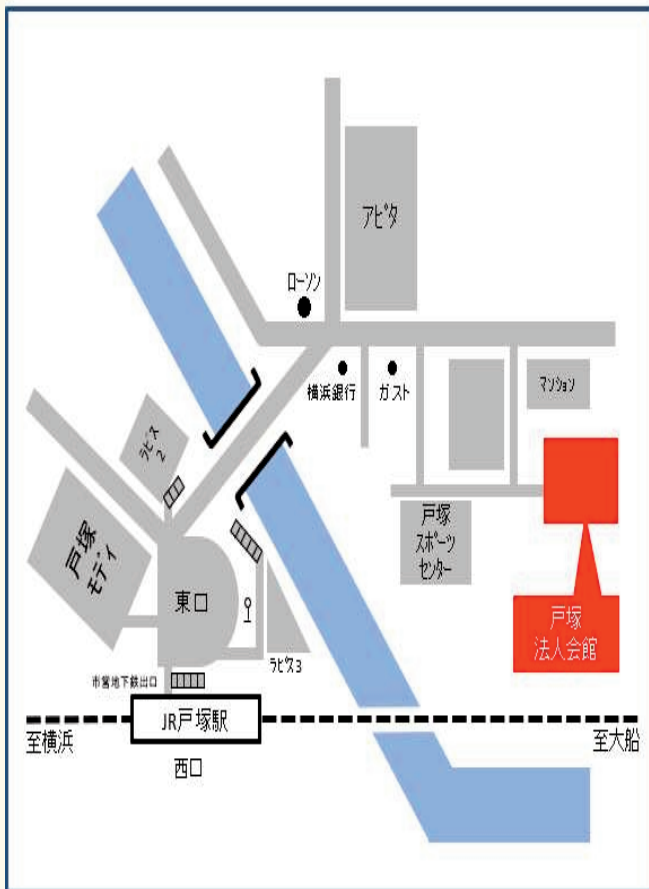 アピタ
ローソン
横浜銀行
ガスト
マンション
ラピス
2
戸塚
モディ
戸塚
スポーツ
センター
東口
戸塚
法人会館
ラピス3
市営地下鉄出口
JR戸塚駅
至横浜
至大船
西口